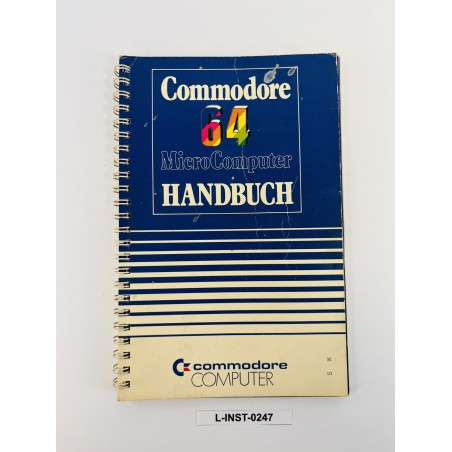 Commodore
64
MicroComputer
HANDBUCH
commodore
COMPUTER
S K
L-INST-0247